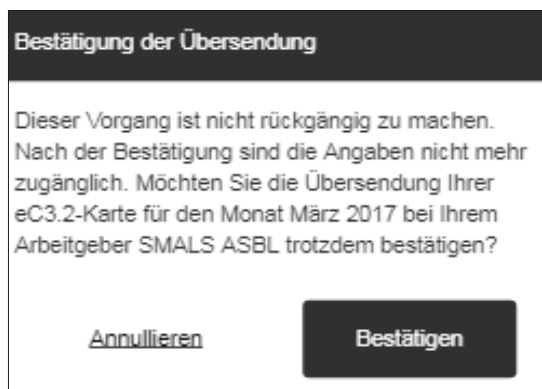 Bestätigung der Übersendung
Dieser Vorgang ist nicht rückgängig zu machen.
Nach der Bestätigung sind die Angaben nicht mehr
zugänglich. Möchten Sie die Übersendung Ihrer
eC3.2-Karte für den Monat März 2017 bei Ihrem
Arbeitgeber SMALS ASBL trotzdem bestätigen?
Annullieren
Bestätigen